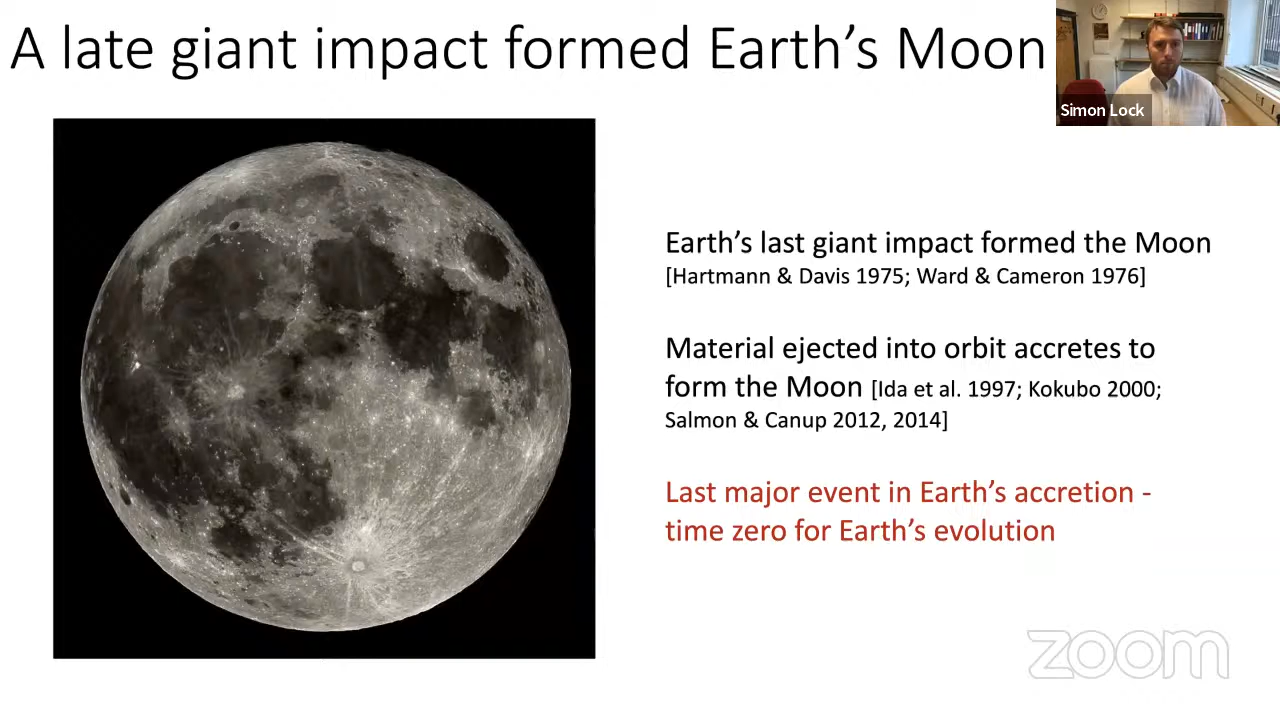 A late giant impact formed Earth’s Moon
Simon Lock
Earth’s last giant impact formed the Moon
[Hartmann & Davis 1975; Ward & Cameron 1976]
Material ejected into orbit accretes to
form the Moon [Ida et al. 1997; Kokubo 2000;
Salmon & Canup 2012, 2014]
Last major event in Earth’s accretion -
time zero for Earth’s evolution
zoom